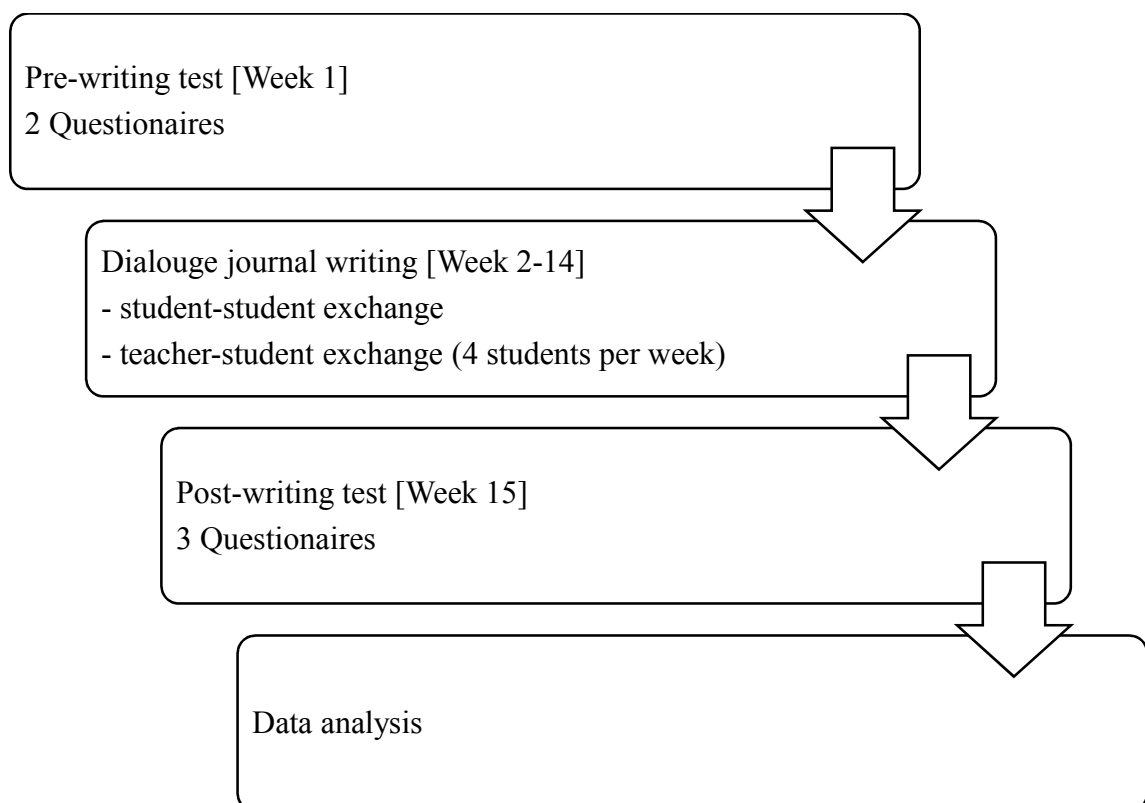 Pre-writing test [Week 1]
2 Questionaires
Dialouge journal writing [Week 2-14]
- student-student exchange
- teacher-student exchange (4 students per week)
Post-writing test [Week 15]
3 Questionaires
Data analysis